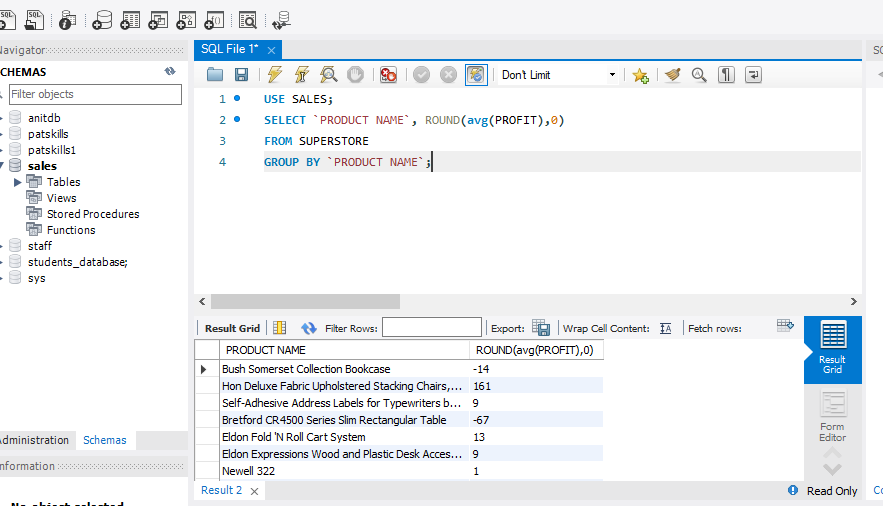 Navigator
SCHEMAS
Filter objects
anitdb
patskills
patskills1
sales
Tables
Views
Stored Procedures
Functions
staff
students_database;
sys
Administration
Schemas
Information
No object selected
SQL File 1*
Don't Limit
1 USE SALES;
2 SELECT `PRODUCT NAME`, ROUND(avg(PROFIT),0)
3 FROM SUPERSTORE
4 GROUP BY `PRODUCT NAME`;
Result Grid Filter Rows: Export: Wrap Cell Content: Fetch rows:
PRODUCT NAME ROUND(avg(PROFIT),0)
Bush Somerset Collection Bookcase -14
Hon Deluxe Fabric Upholstered Stacking Chairs,... 161
Self-Adhesive Address Labels for Typewriters b... 9
Bretford CR4500 Series Slim Rectangular Table -67
Eldon Fold 'N Roll Cart System 13
Eldon Expressions Wood and Plastic Desk Acces... 9
Newell 322 1
Result
Grid
Form
Editor
Result 2
Read Only
SQ
Co